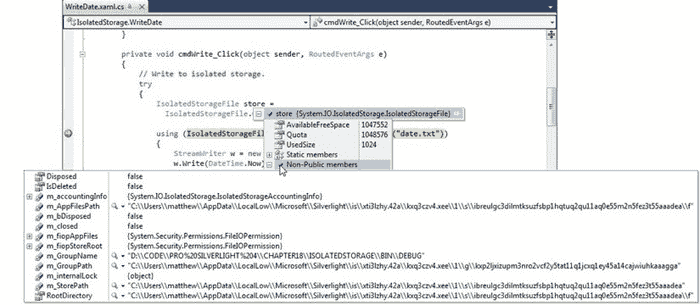 WriteDate.xaml.cs
IsolatedStorage.WriteDate cmdWrite_Click(object sender, RoutedEventArgs e)
}
private void cmdWrite_Click(object sender, RoutedEventArgs e)
{
// Write to isolated storage.
try
{
IsolatedStorageFile store =
IsolatedStorageFile. store {System.IO.IsolatedStorage.IsolatedStorageFile}
AvailableFreeSpace 1047552
using (IsolatedStorageFil Quota 1048576 ("date.txt"))
{ UsedSize 1024
StreamWriter w = new Static members
w.Write(DateTime.Now) Non-Public members
Disposed false
IsDeleted false
m_accountingInfo {System.IO.IsolatedStorage.IsolatedStorageAccountInfo}
m_AppFilesPath "C:\\Users\\matthew\\AppData\\LocalLow\\Microsoft\\Silverlight\\is\\xti3lzhy.42a\\kxq3czv4.xee\\1\\s\\ibreulgc3dilmtksuzfsbp1hqtuq2qu11aq0e55m2n5fez3t55aaadea\\f"
m_bDisposed false
m_closed false
m_fiopAppFiles {System.Security.Permissions.FileIOPermission}
m_fiopStoreRoot {System.Security.Permissions.FileIOPermission}
m_GroupName "D:\\CODE\\PRO%20SILVERLIGHT%204\\CHAPTER18\\ISOLATEDSTORAGE\\BIN\\DEBUG"
m_GroupPath "C:\\Users\\matthew\\AppData\\LocalLow\\Microsoft\\Silverlight\\is\\xti3lzhy.42a\\kxq3czv4.xee\\1\\g\\kxp2ljxizupm3nro2vcf2y5tat11q1jcxq1ey45a14cajwiuhkaaagga"
m_internalLock {object}
m_StorePath "C:\\Users\\matthew\\AppData\\LocalLow\\Microsoft\\Silverlight\\is\\xti3lzhy.42a\\kxq3czv4.xee\\1\\s\\ibreulgc3dilmtksuzfsbp1hqtuq2qu11aq0e55m2n5fez3t55aaadea"
RootDirectory "C:\\Users\\matthew\\AppData\\LocalLow\\Microsoft\\Silverlight\\is\\xti3lzhy.42a\\kxq3czv4.xee\\1\\s\\ibreulgc3dilmtksuzfsbp1hqtuq2qu11aq0e55m2n5fez3t55aaadea\\f"